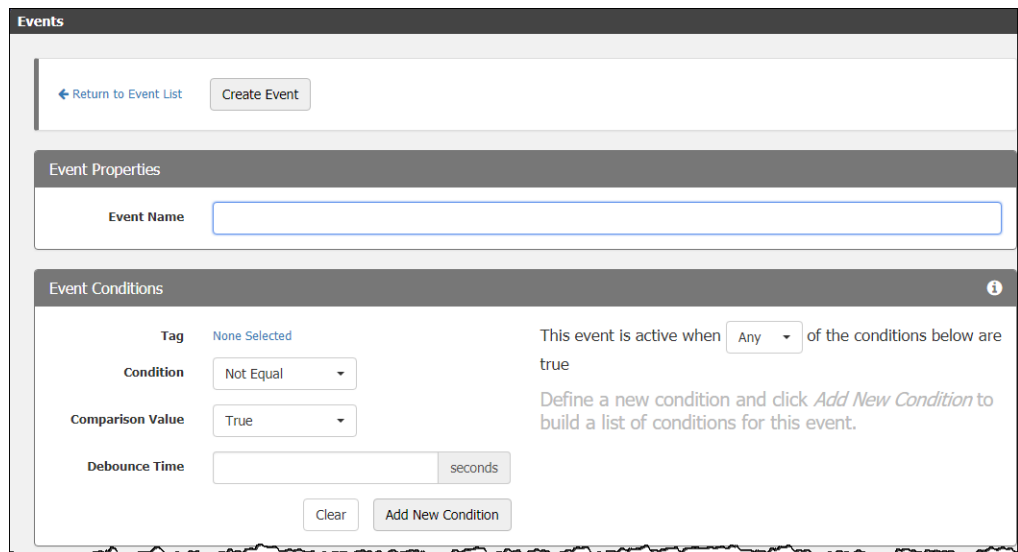 Events
Return to Event List
Create Event
Event Properties
Event Name
Event Conditions
Tag
None Selected
Condition
Not Equal
Comparison Value
True
Debounce Time
seconds
Clear
Add New Condition
This event is active when Any of the conditions below are
true
Define a new condition and click Add New Condition to
build a list of conditions for this event.